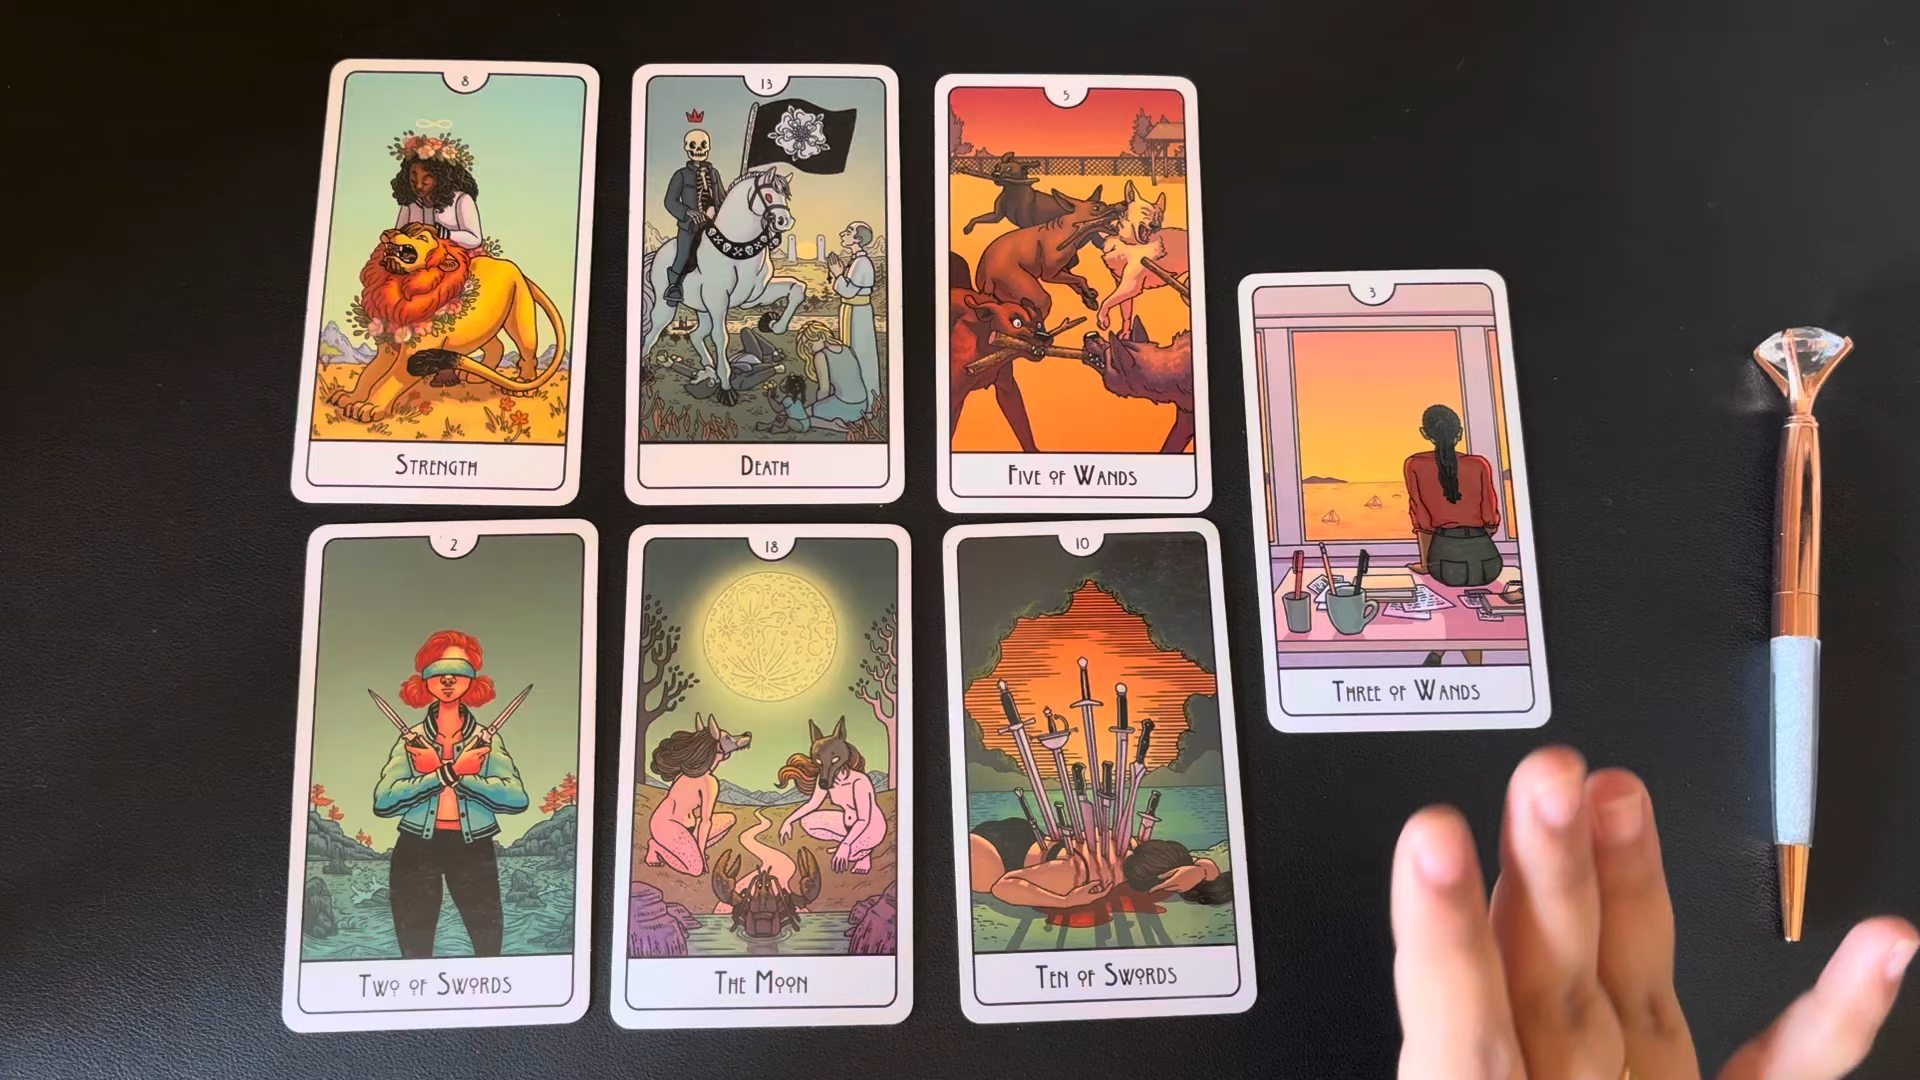 8
STRENGTH
13
DEATH
5
FIVE OF WANDS
3
THREE OF WANDS
2
TWO OF SWORDS
18
THE MOON
10
TEN OF SWORDS